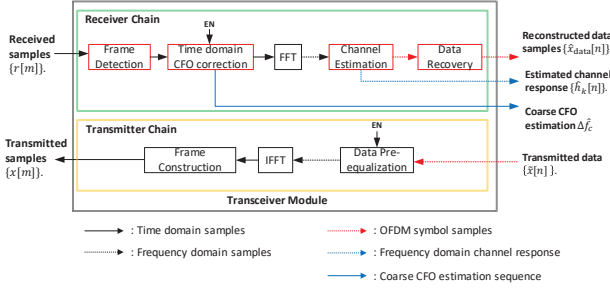 Receiver Chain
Received
samples
{r[m]}.
EN
Frame
Detection
Time domain
CFO correction
FFT
Channel
Estimation
Data
Recovery
Reconstructed data
samples {x̂_data[n]}
Estimated channel
response {ĥ_k[n]}.
Coarse CFO
estimation Δf̂_c
Transmitter Chain
Transmitted
samples
{x[m]}.
EN
Frame
Construction
IFFT
Data Pre-
equalization
Transmitted data
{x̃[n] }.
Transceiver Module
: Time domain samples
: OFDM symbol samples
: Frequency domain samples
: Frequency domain channel response
: Coarse CFO estimation sequence